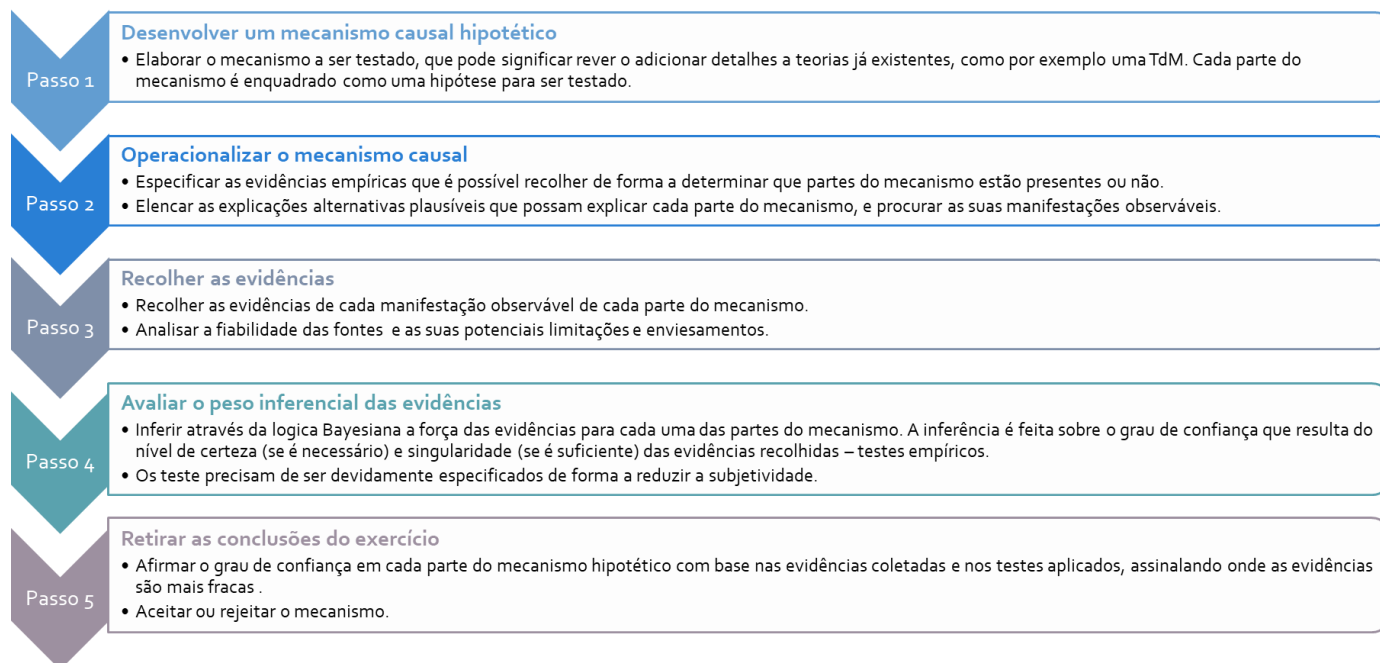 Desenvolver um mecanismo causal hipotético
• Elaborar o mecanismo a ser testado, que pode significar rever o adicionar detalhes a teorias já existentes, como por exemplo uma TdM. Cada parte do
mecanismo é enquadrado como uma hipótese para ser testado.
Passo 1
Operacionalizar o mecanismo causal
• Especificar as evidências empíricas que é possível recolher de forma a determinar que partes do mecanismo estão presentes ou não.
• Elencar as explicações alternativas plausíveis que possam explicar cada parte do mecanismo, e procurar as suas manifestações observáveis.
Passo 2
Recolher as evidências
• Recolher as evidências de cada manifestação observável de cada parte do mecanismo.
• Analisar a fiabilidade das fontes e as suas potenciais limitações e enviesamentos.
Passo 3
Avaliar o peso inferencial das evidências
• Inferir através da logica Bayesiana a força das evidências para cada uma das partes do mecanismo. A inferência é feita sobre o grau de confiança que resulta do
nível de certeza (se é necessário) e singularidade (se é suficiente) das evidências recolhidas – testes empíricos.
• Os teste precisam de ser devidamente especificados de forma a reduzir a subjetividade.
Passo 4
Retirar as conclusões do exercício
• Afirmar o grau de confiança em cada parte do mecanismo hipotético com base nas evidências coletadas e nos testes aplicados, assinalando onde as evidências
são mais fracas .
• Aceitar ou rejeitar o mecanismo.
Passo 5